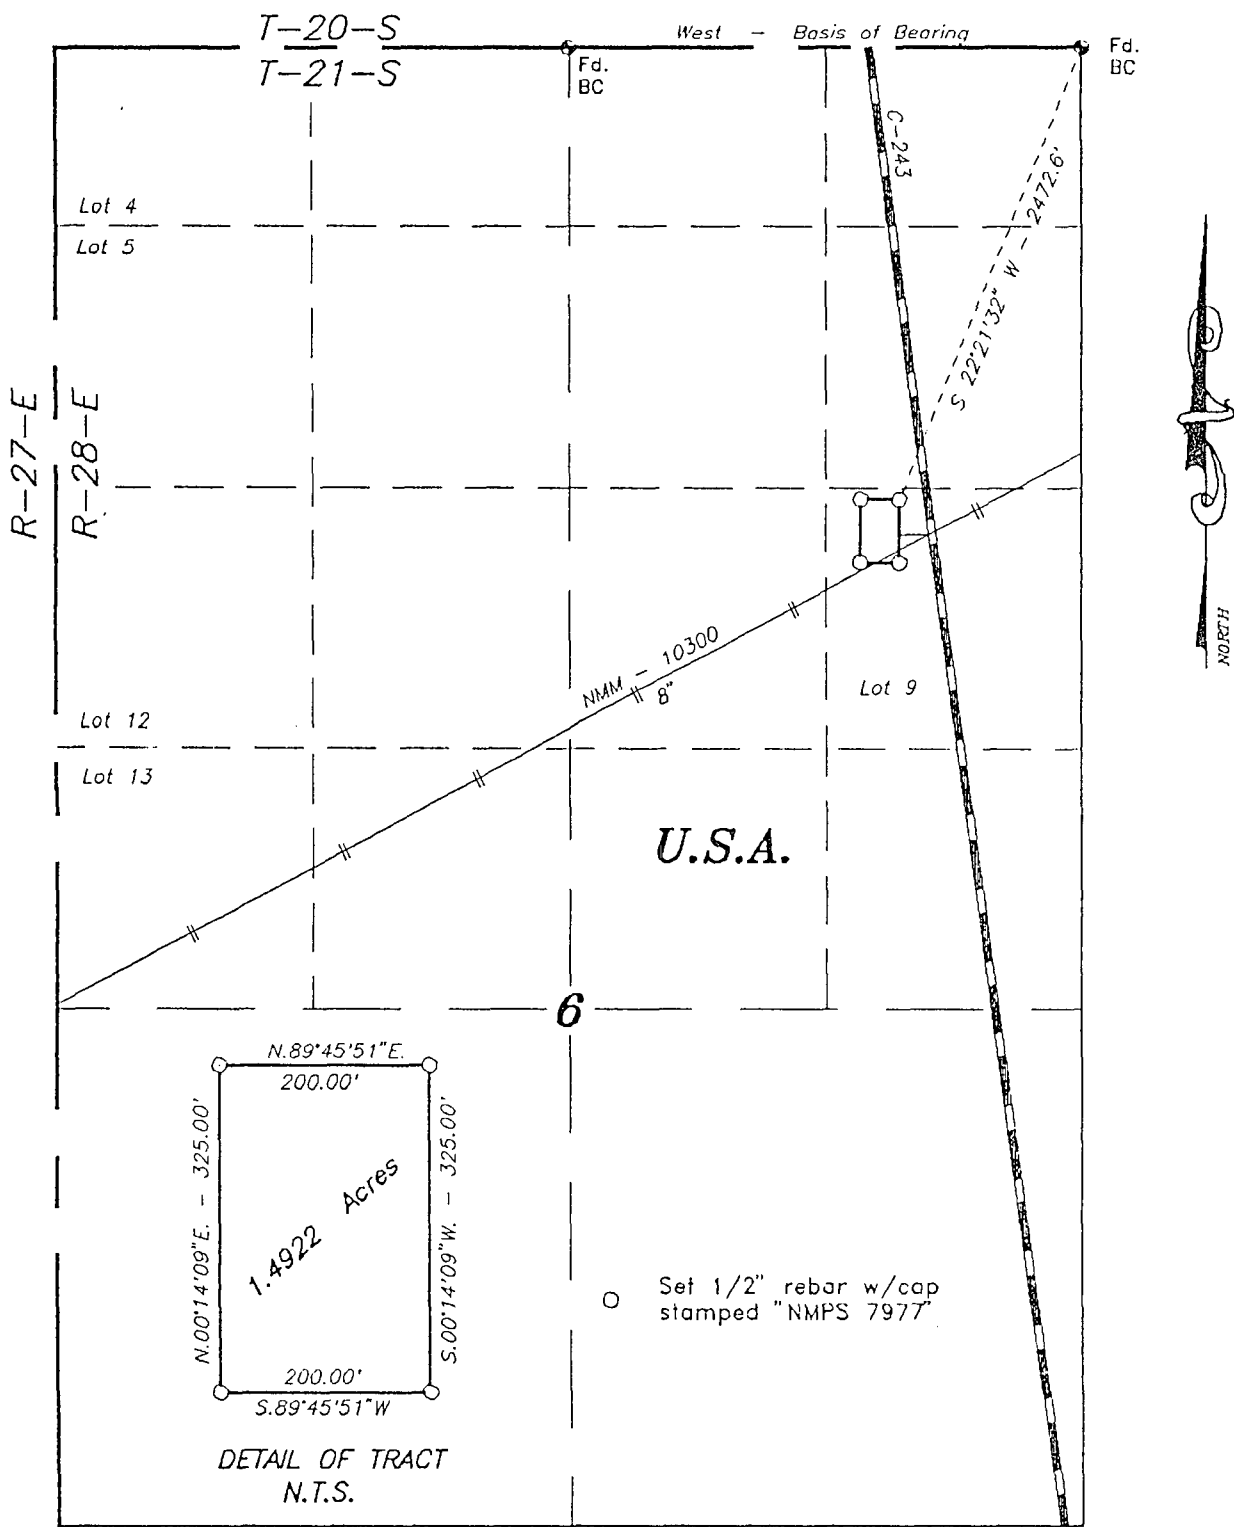 T-20-S
West - Basis of Bearing
T-21-S
Fd.
BC
Fd.
BC
C-243
S 22°21'32" W - 2472.6'
Lot 4
Lot 5
R-27-E
R-28-E
NORTH
NMM - 10300
8"
Lot 9
Lot 12
Lot 13
U.S.A.
6
N.89°45'51"E.
200.00'
N.00°14'09"E. - 325.00'
S.00°14'09"W. - 325.00'
1.4922 Acres
200.00'
S.89°45'51"W
Set 1/2" rebar w/cap
stamped "NMPS 7977"
DETAIL OF TRACT
N.T.S.